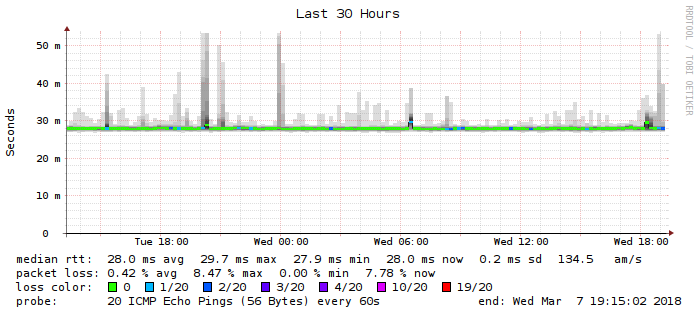 Last 30 Hours
RRDTOOL / TOBI OETIKER
Seconds
50 m
40 m
30 m
20 m
10 m
0
Tue 18:00 Wed 00:00 Wed 06:00 Wed 12:00 Wed 18:00
median rtt: 28.0 ms avg 29.7 ms max 27.9 ms min 28.0 ms now 0.2 ms sd 134.5 am/s
packet loss: 0.42 % avg 8.47 % max 0.00 % min 7.78 % now
loss color: 0 1/20 2/20 3/20 4/20 10/20 19/20
probe: 20 ICMP Echo Pings (56 Bytes) every 60s end: Wed Mar 7 19:15:02 2018